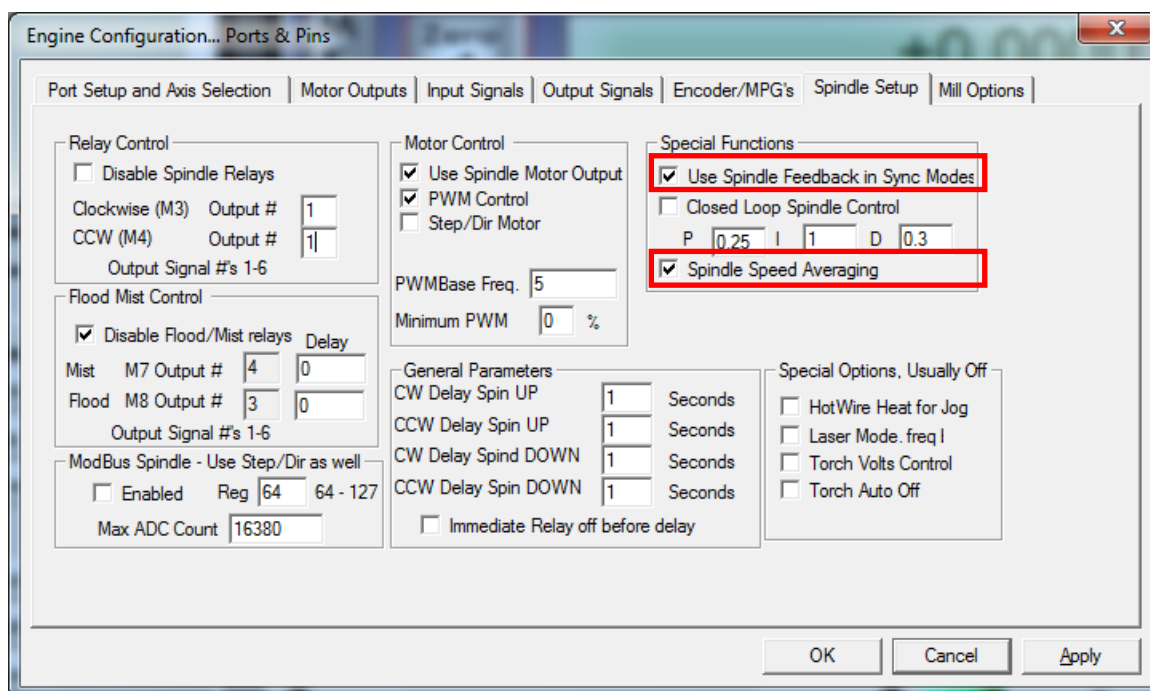 Engine Configuration... Ports & Pins
Port Setup and Axis Selection
Motor Outputs
Input Signals
Output Signals
Encoder/MPG's
Spindle Setup
Mill Options
Relay Control
Disable Spindle Relays
Clockwise (M3) Output # 1
CCW (M4) Output # 1
Output Signal #'s 1-6
Flood Mist Control
Disable Flood/Mist relays Delay
Mist M7 Output # 4 0
Flood M8 Output # 3 0
Output Signal #'s 1-6
ModBus Spindle - Use Step/Dir as well
Enabled Reg 64 64 - 127
Max ADC Count 16380
Motor Control
Use Spindle Motor Output
PWM Control
Step/Dir Motor
PWMBase Freq. 5
Minimum PWM 0 %
General Parameters
CW Delay Spin UP 1 Seconds
CCW Delay Spin UP 1 Seconds
CW Delay Spind DOWN 1 Seconds
CCW Delay Spin DOWN 1 Seconds
Immediate Relay off before delay
Special Functions
Use Spindle Feedback in Sync Modes
Closed Loop Spindle Control
P 0.25 I 1 D 0.3
Spindle Speed Averaging
Special Options, Usually Off
HotWire Heat for Jog
Laser Mode. freq I
Torch Volts Control
Torch Auto Off
OK
Cancel
Apply